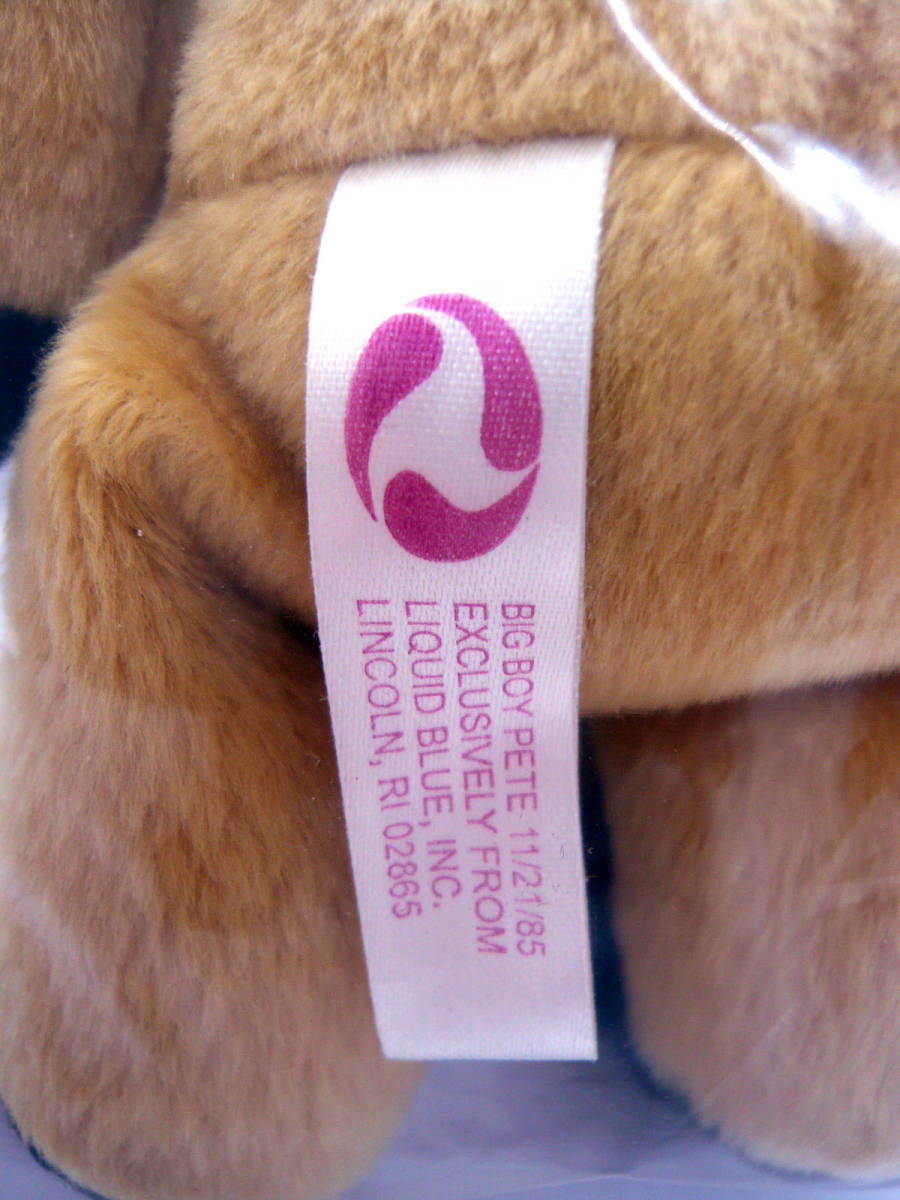 BIG BOY PETE 11/21/85
EXCLUSIVELY FROM
LIQUID BLUE, INC.
LINCOLN, RI 02865